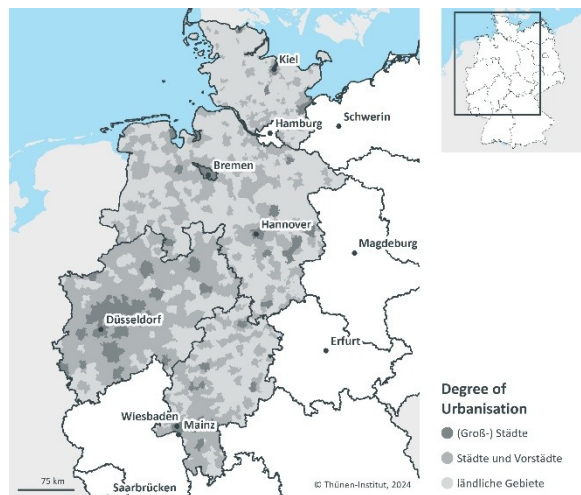 Kiel
Hamburg
Schwerin
Bremen
Hannover
Magdeburg
Düsseldorf
Erfurt
Wiesbaden
Mainz
Saarbrücken
75 km
© Thünen-Institut, 2024
Degree of
Urbanisation
(Groß-) Städte
Städte und Vorstädte
ländliche Gebiete